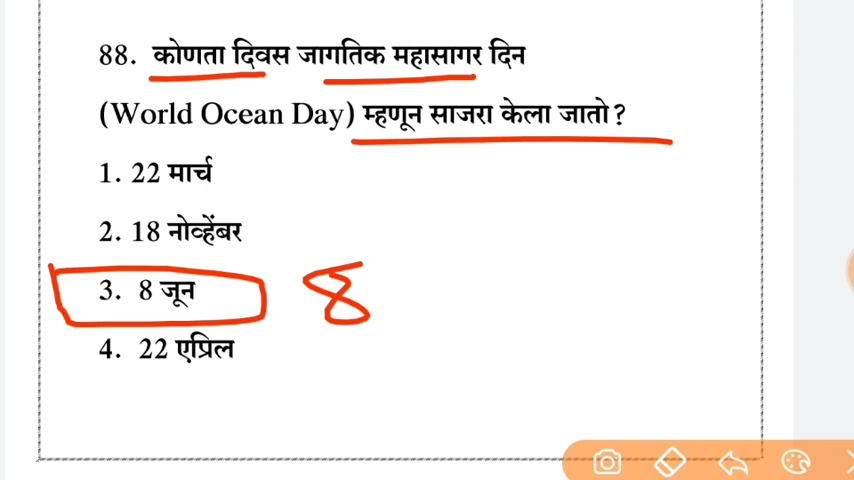 88. कोणता दिवस जागतिक महासागर दिन
(World Ocean Day) म्हणून साजरा केला जातो?
1. 22 मार्च
2. 18 नोव्हेंबर
3. 8 जून
8
4. 22 एप्रिल